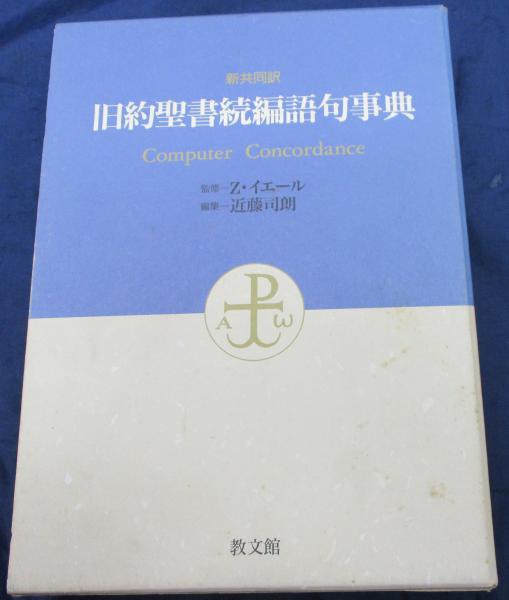 新共同訳
旧約聖書続編語句事典
Computer Concordance
監修—Z・イエール
編集—近藤司朗
P
A ω
教文館